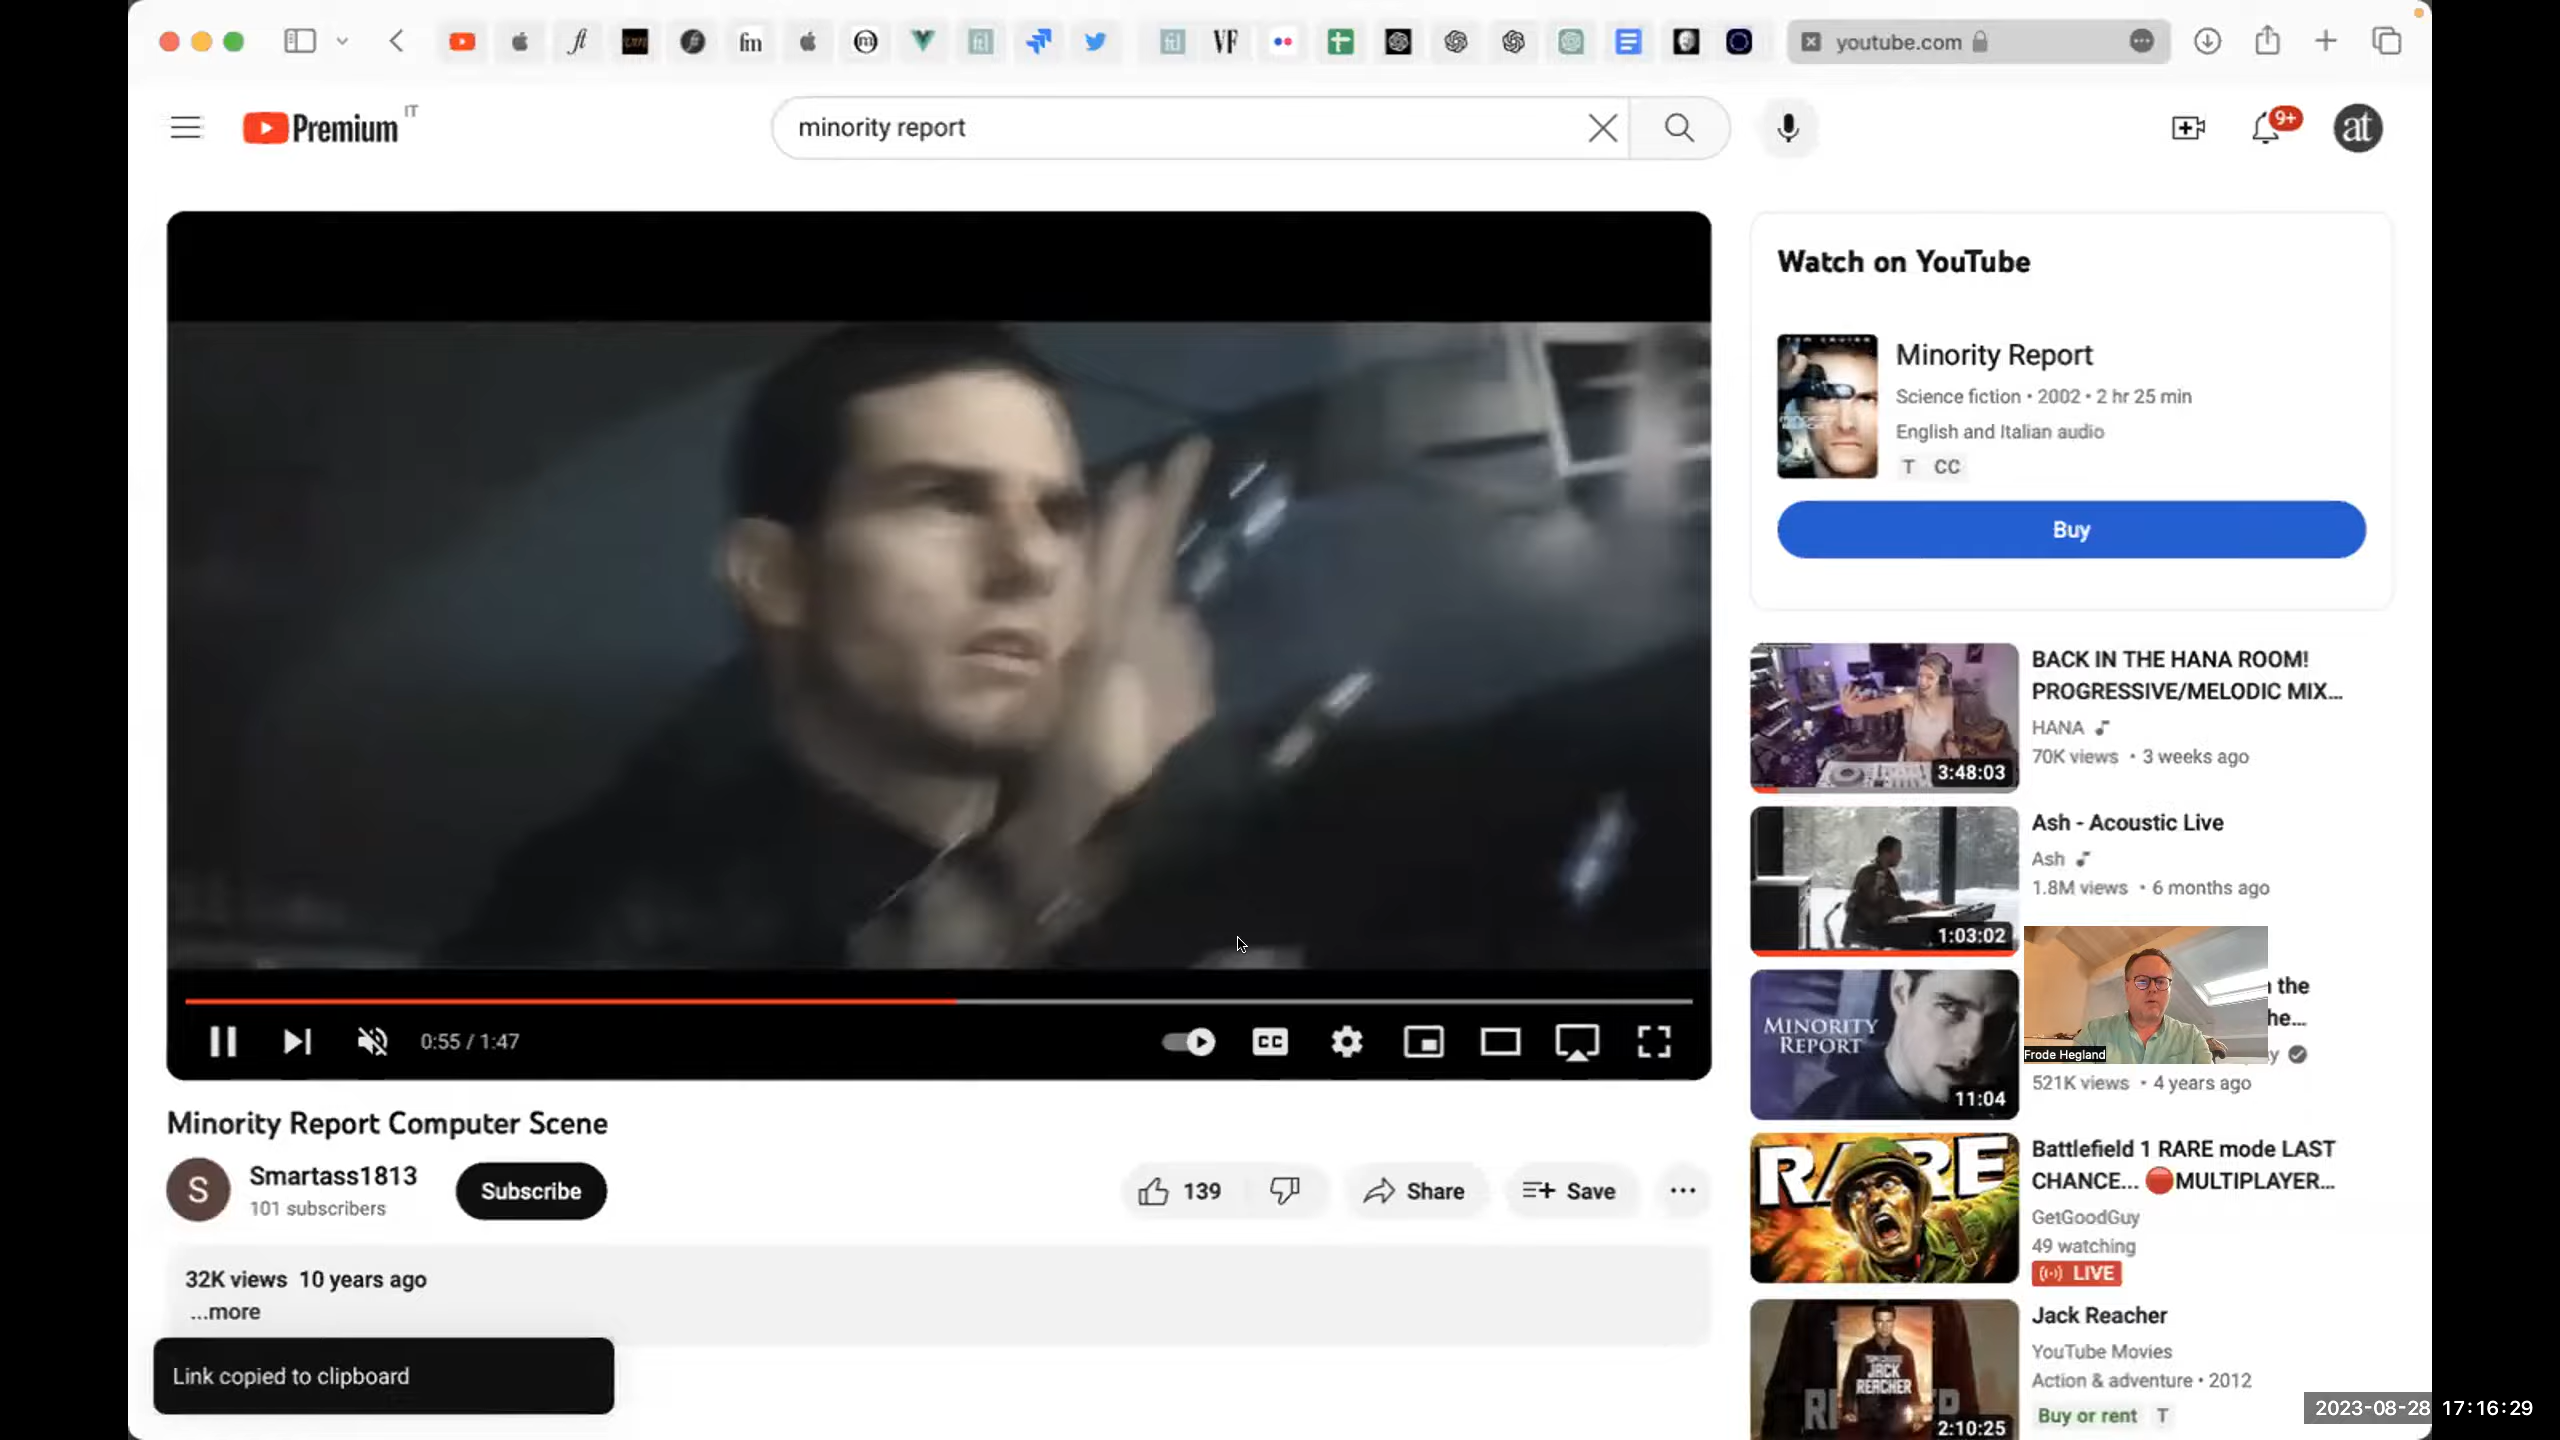 youtube.com
Premium IT
minority report
9+
at
Watch on YouTube
Minority Report
Science fiction • 2002 • 2 hr 25 min
English and Italian audio
T CC
Buy
BACK IN THE HANA ROOM!
PROGRESSIVE/MELODIC MIX...
HANA
70K views • 3 weeks ago
3:48:03
Ash - Acoustic Live
Ash
1.8M views • 6 months ago
1:03:02
MINORITY
REPORT
11:04
the
he...
Frode Hegland
y
521K views • 4 years ago
0:55 / 1:47
CC
Minority Report Computer Scene
S
Smartass1813
101 subscribers
Subscribe
139
Share
Save
32K views 10 years ago
...more
Link copied to clipboard
RARE
Battlefield 1 RARE mode LAST
CHANCE... MULTIPLAYER...
GetGoodGuy
49 watching
LIVE
JACK
REACHER
2:10:25
Jack Reacher
YouTube Movies
Action & adventure • 2012
Buy or rent T
2023-08-28 17:16:29